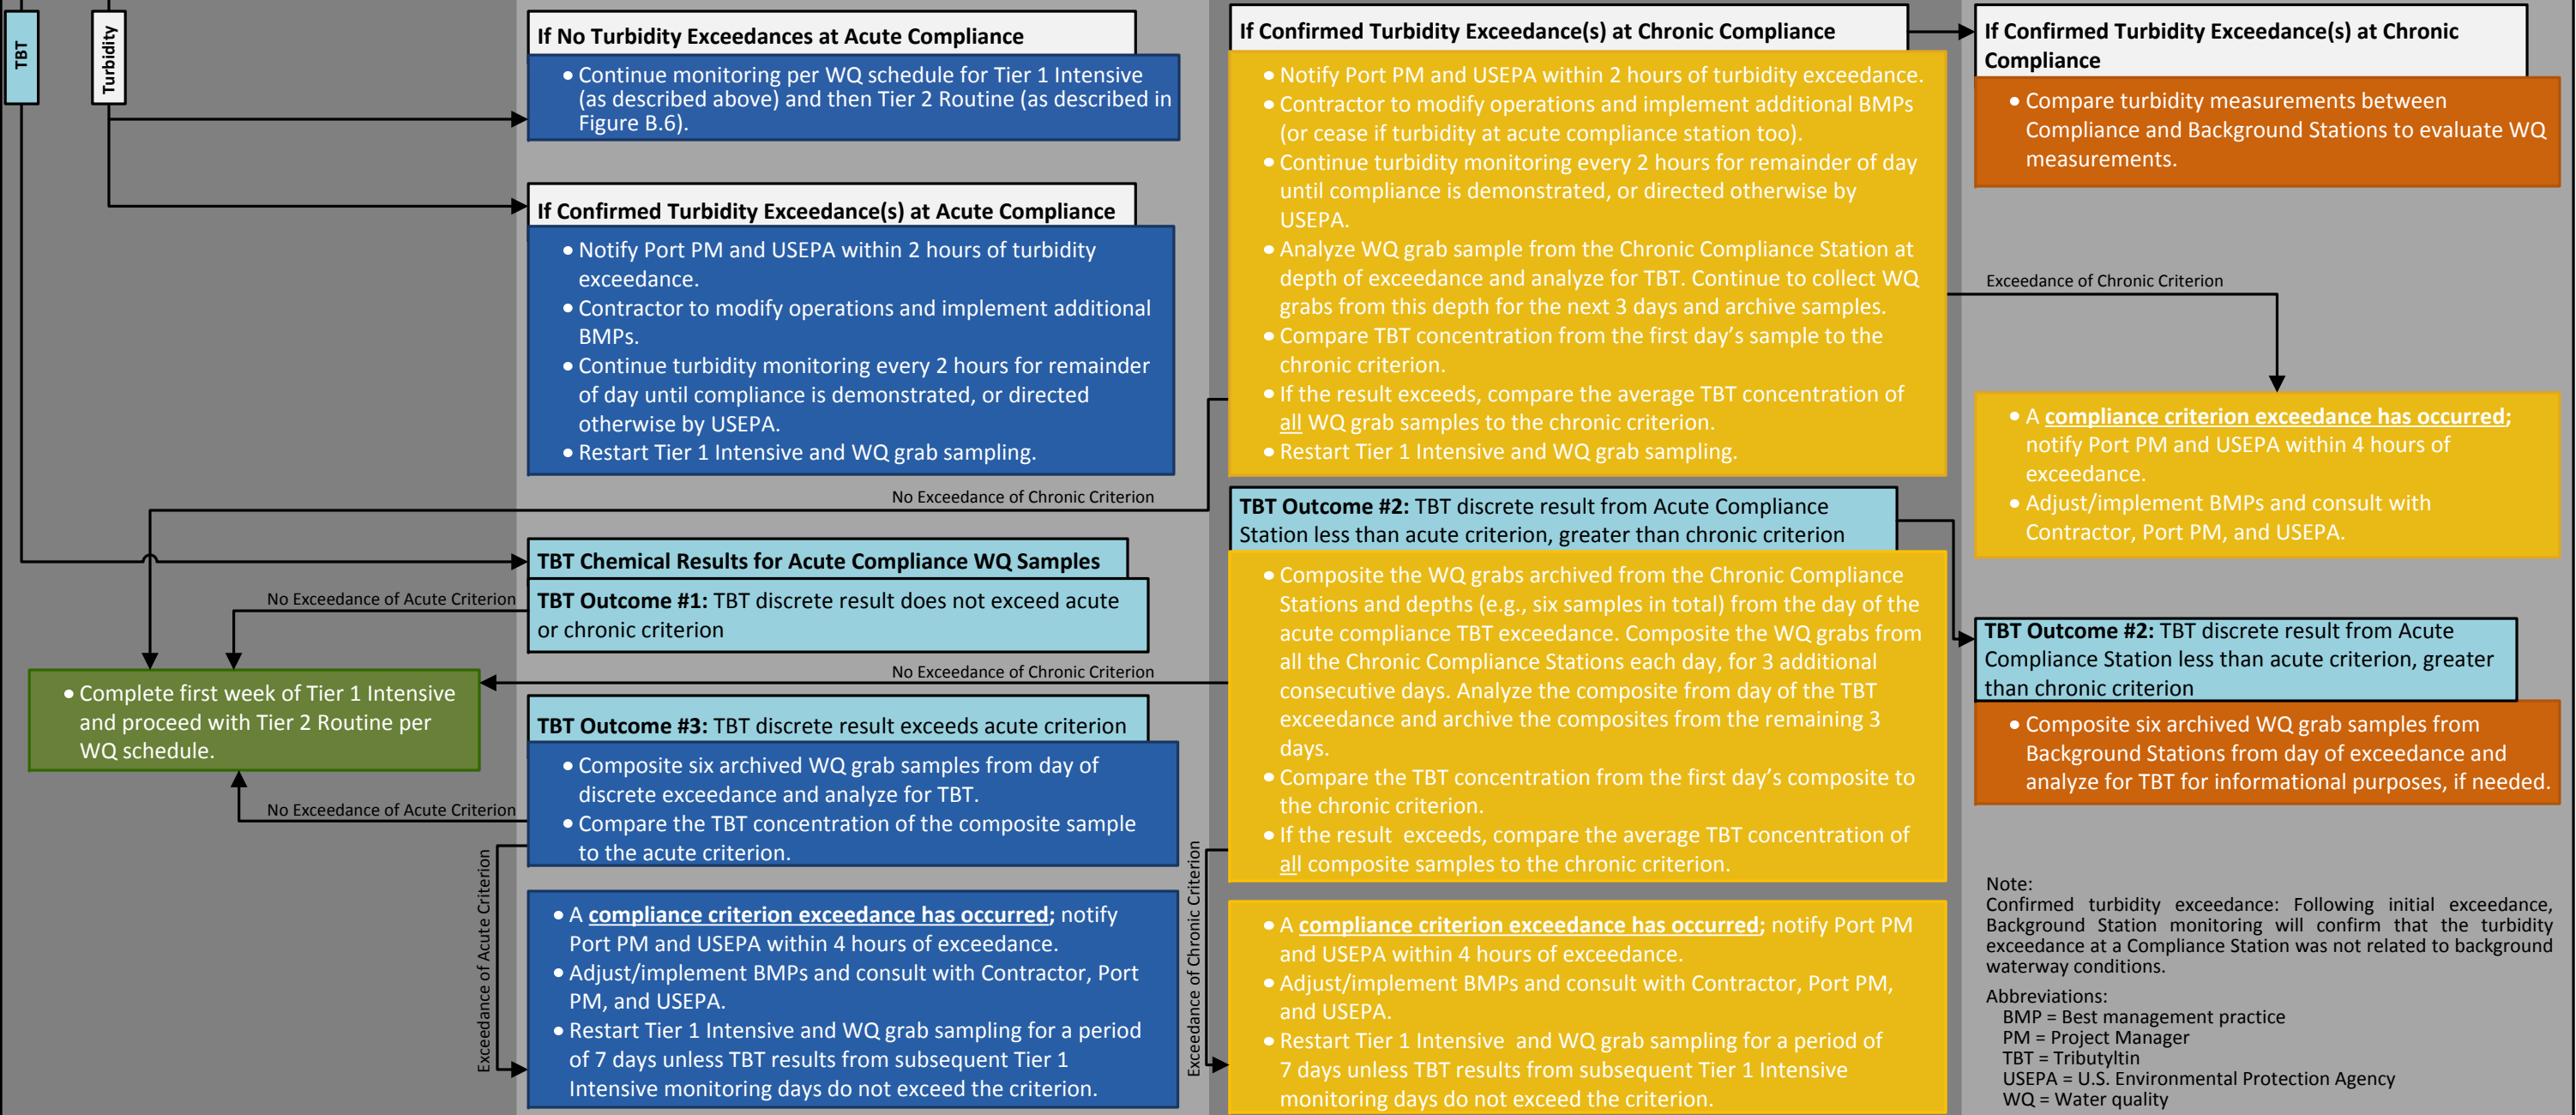 TBT
Turbidity
If No Turbidity Exceedances at Acute Compliance
• Continue monitoring per WQ schedule for Tier 1 Intensive
(as described above) and then Tier 2 Routine (as described in
Figure B.6).
If Confirmed Turbidity Exceedance(s) at Acute Compliance
• Notify Port PM and USEPA within 2 hours of turbidity
exceedance.
• Contractor to modify operations and implement additional
BMPs.
• Continue turbidity monitoring every 2 hours for remainder
of day until compliance is demonstrated, or directed
otherwise by USEPA.
• Restart Tier 1 Intensive and WQ grab sampling.
No Exceedance of Chronic Criterion
TBT Chemical Results for Acute Compliance WQ Samples
No Exceedance of Acute Criterion
TBT Outcome #1: TBT discrete result does not exceed acute
or chronic criterion
No Exceedance of Chronic Criterion
• Complete first week of Tier 1 Intensive
and proceed with Tier 2 Routine per
WQ schedule.
TBT Outcome #3: TBT discrete result exceeds acute criterion
• Composite six archived WQ grab samples from day of
discrete exceedance and analyze for TBT.
• Compare the TBT concentration of the composite sample
to the acute criterion.
No Exceedance of Acute Criterion
Exceedance of Acute Criterion
• A compliance criterion exceedance has occurred; notify
Port PM and USEPA within 4 hours of exceedance.
• Adjust/implement BMPs and consult with Contractor, Port
PM, and USEPA.
• Restart Tier 1 Intensive and WQ grab sampling for a period
of 7 days unless TBT results from subsequent Tier 1
Intensive monitoring days do not exceed the criterion.
If Confirmed Turbidity Exceedance(s) at Chronic Compliance
• Notify Port PM and USEPA within 2 hours of turbidity exceedance.
• Contractor to modify operations and implement additional BMPs
(or cease if turbidity at acute compliance station too).
• Continue turbidity monitoring every 2 hours for remainder of day
until compliance is demonstrated, or directed otherwise by
USEPA.
• Analyze WQ grab sample from the Chronic Compliance Station at
depth of exceedance and analyze for TBT. Continue to collect WQ
grabs from this depth for the next 3 days and archive samples.
• Compare TBT concentration from the first day's sample to the
chronic criterion.
• If the result exceeds, compare the average TBT concentration of
all WQ grab samples to the chronic criterion.
• Restart Tier 1 Intensive and WQ grab sampling.
TBT Outcome #2: TBT discrete result from Acute Compliance
Station less than acute criterion, greater than chronic criterion
• Composite the WQ grabs archived from the Chronic Compliance
Stations and depths (e.g., six samples in total) from the day of the
acute compliance TBT exceedance. Composite the WQ grabs from
all the Chronic Compliance Stations each day, for 3 additional
consecutive days. Analyze the composite from day of the TBT
exceedance and archive the composites from the remaining 3
days.
• Compare the TBT concentration from the first day's composite to
the chronic criterion.
• If the result exceeds, compare the average TBT concentration of
all composite samples to the chronic criterion.
Exceedance of Chronic Criterion
• A compliance criterion exceedance has occurred; notify Port PM
and USEPA within 4 hours of exceedance.
• Adjust/implement BMPs and consult with Contractor, Port PM,
and USEPA.
• Restart Tier 1 Intensive and WQ grab sampling for a period of
7 days unless TBT results from subsequent Tier 1 Intensive
monitoring days do not exceed the criterion.
If Confirmed Turbidity Exceedance(s) at Chronic
Compliance
• Compare turbidity measurements between
Compliance and Background Stations to evaluate WQ
measurements.
Exceedance of Chronic Criterion
• A compliance criterion exceedance has occurred;
notify Port PM and USEPA within 4 hours of
exceedance.
• Adjust/implement BMPs and consult with
Contractor, Port PM, and USEPA.
TBT Outcome #2: TBT discrete result from Acute
Compliance Station less than acute criterion, greater
than chronic criterion
• Composite six archived WQ grab samples from
Background Stations from day of exceedance and
analyze for TBT for informational purposes, if needed.
Note:
Confirmed turbidity exceedance: Following initial exceedance,
Background Station monitoring will confirm that the turbidity
exceedance at a Compliance Station was not related to background
waterway conditions.
Abbreviations:
BMP = Best management practice
PM = Project Manager
TBT = Tributyltin
USEPA = U.S. Environmental Protection Agency
WQ = Water quality